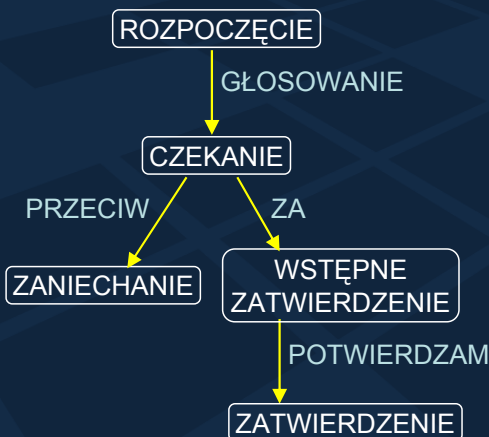 ROZPOCZĘCIE
GŁOSOWANIE
CZEKANIE
PRZECIW
ZA
ZANIECHANIE
WSTĘPNE
ZATWIERDZENIE
POTWIERDZAM
ZATWIERDZENIE